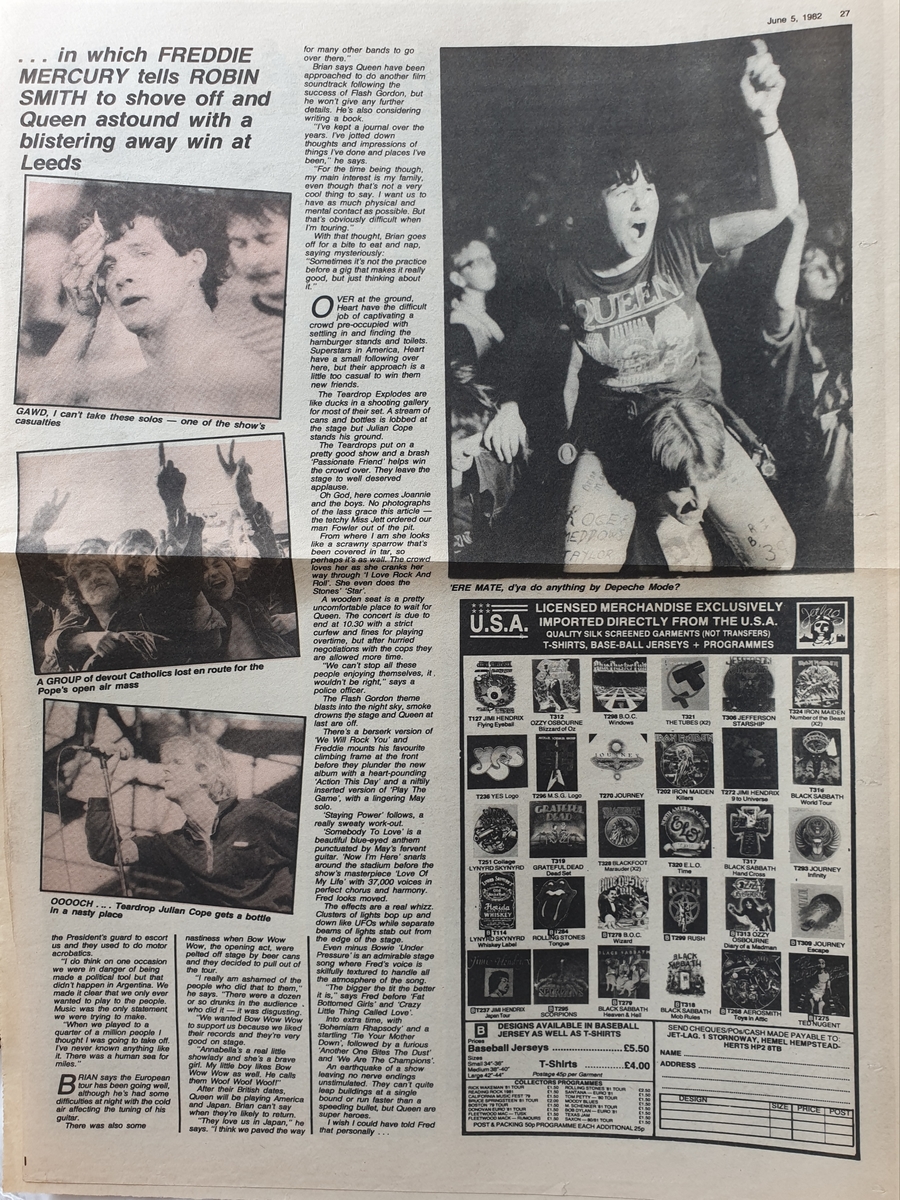 June 5, 1982 27
. . . in which FREDDIE
MERCURY tells ROBIN
SMITH to shove off and
Queen astound with a
blistering away win at
Leeds
GAWD, I can't take these solos — one of the show's
casualties
A GROUP of devout Catholics lost en route for the
Pope's open air mass
OOOOCH . . . Teardrop Julian Cope gets a bottle
in a nasty place
the President's guard to escort
us and they used to do motor
acrobatics.
"I do think on one occasion
we were in danger of being
made a political tool but that
didn't happen in Argentina. We
made it clear that we only ever
wanted to play to the people.
Music was the only statement
we were trying to make.
"When we played to a
quarter of a million people I
thought I was going to take off.
I've never known anything like
it. There was a human sea for
miles."
BRIAN says the European
tour has been going well,
although he's had some
difficulties at night with the cold
air affecting the tuning of his
guitar.
There was also some
nastiness when Bow Wow
Wow, the opening act, were
pelted off stage by beer cans
and they decided to pull out of
the tour.
"I really am ashamed of the
people who did that to them,"
he says. "There were a dozen
or so drinks in the audience
who did it — it was disgusting.
"We wanted Bow Wow Wow
to support us because we liked
their records and they're very
good on stage.
"Annabella's a real little
showlady and she's a brave
girl. My little boy likes Bow
Wow Wow as well. He calls
them Woof Woof Woof!"
After their British dates,
Queen will be playing America
and Japan. Brian can't say
when they're likely to return.
"They love us in Japan," he
says. "I think we paved the way
for many other bands to go
over there."
Brian says Queen have been
approached to do another film
soundtrack following the
success of Flash Gordon, but
he won't give any further
details. He's also considering
writing a book.
"I've kept a journal over the
years. I've jotted down
thoughts and impressions of
things I've done and places I've
been," he says.
"For the time being though,
my main interest is my family,
even though that's not a very
cool thing to say. I want us to
have as much physical and
mental contact as possible. But
that's obviously difficult when
I'm touring."
With that thought, Brian goes
off for a bite to eat and nap,
saying mysteriously:
"Sometimes it's not the practice
before a gig that makes it really
good, but just thinking about
it."
OVER at the ground,
Heart have the difficult
job of captivating a
crowd pre-occupied with
settling in and finding the
hamburger stands and toilets.
Superstars in America, Heart
have a small following over
here, but their approach is a
little too casual to win them
new friends.
The Teardrop Explodes are
like ducks in a shooting gallery
for most of their set. A stream of
cans and bottles is lobbed at
the stage but Julian Cope
stands his ground.
The Teardrops put on a
pretty good show and a brash
'Passionate Friend' helps win
the crowd over. They leave the
stage to well deserved
applause.
Oh God, here comes Joannie
and the boys. No photographs
of the lass grace this article —
the tetchy Miss Jett ordered our
man Fowler out of the pit.
From where I am she looks
like a scrawny sparrow that's
been covered in tar, so
perhaps it's as well. The crowd
loves her as she cranks her
way through 'I Love Rock And
Roll'. She even does the
Stones' 'Star'.
A wooden seat is a pretty
uncomfortable place to wait for
Queen. The concert is due to
end at 10.30 with a strict
curfew and fines for playing
overtime, but after hurried
negotiations with the cops they
are allowed more time.
"We can't stop all these
people enjoying themselves, it
wouldn't be right," says a
police officer.
The Flash Gordon theme
blasts into the night sky, smoke
drowns the stage and Queen at
last are off.
There's a berserk version of
'We Will Rock You' and
Freddie mounts his favourite
climbing frame at the front
before they plunder the new
album with a heart-pounding
'Action This Day' and a niftily
inserted version of 'Play The
Game', with a lingering May
solo.
'Staying Power' follows, a
really sweaty work-out.
'Somebody To Love' is a
beautiful blue-eyed anthem
punctuated by May's fervent
guitar. 'Now I'm Here' snarls
around the stadium before the
show's masterpiece 'Love Of
My Life' with 37,000 voices in
perfect chorus and harmony.
Fred looks moved.
The effects are a real whizz.
Clusters of lights bop up and
down like UFOs while separate
beams of lights stab out from
the edge of the stage.
Even minus Bowie 'Under
Pressure' is an admirable stage
song where Fred's voice is
skilfully textured to handle all
the atmosphere of the song.
"The bigger the tit the better
it is," says Fred before 'Fat
Bottomed Girls' and 'Crazy
Little Thing Called Love'.
Into extra time, with
'Bohemian Rhapsody' and a
startling 'Tie Your Mother
Down', followed by a furious
'Another One Bites The Dust'
and 'We Are The Champions'.
An earthquake of a show
leaving no nerve endings
unstimulated. They can't quite
leap buildings at a single
bound or run faster than a
speeding bullet, but Queen are
super heroes.
I wish I could have told Fred
that personally . . .
QUEEN
ROGER
MEDDOWS
TAYLOR
'ERE MATE, d'ya do anything by Depeche Mode?
U.S.A.
LICENSED MERCHANDISE EXCLUSIVELY
IMPORTED DIRECTLY FROM THE U.S.A.
QUALITY SILK SCREENED GARMENTS (NOT TRANSFERS)
T-SHIRTS, BASE-BALL JERSEYS + PROGRAMMES
T127 JIMI HENDRIX
Flying Eyeball
T312
OZZY OSBOURNE
Blizzard of Oz
T298 B.O.C.
Windows
T321
THE TUBES (X2)
T306 JEFFERSON
STARSHIP
T324 IRON MAIDEN
Number of the Beast
(X2)
T236 YES Logo
T296 M.S.G. Logo
T270 JOURNEY
T202 IRON MAIDEN
Killers
T272 JIMI HENDRIX
9 to Universe
BLACK SABBATH
World Tour
T251 Collage
LYNYRD SKYNYRD
T319
GRATEFUL DEAD
Dead Set
T328 BLACKFOOT
Marauder (X2)
T320 E.L.O.
Time
T317
BLACK SABBATH
Hand Cross
T293 JOURNEY
Infinity
T114
LYNYRD SKYNYRD
Whiskey Label
ROLLING STONES
Tongue
T278 B.O.C.
Wizard
T299 RUSH
T313 OZZY
OSBOURNE
Diary of a Madman
T309 JOURNEY
Escape
T237 JIMI HENDRIX
Japan Tour
T295
SCORPIONS
T279
BLACK SABBATH
Heaven & Hell
T318
BLACK SABBATH
Mob Rules
T268 AEROSMITH
Toys in Attic
T275
TED NUGENT
B DESIGNS AVAILABLE IN BASEBALL
JERSEY AS WELL AS T-SHIRTS
Prices
Baseball Jerseys £5.50
Sizes
Small 34"-36"
Medium 38"-40"
Large 42"-44"
T-Shirts £4.00
Postage 45p per Garment
COLLECTORS PROGRAMMES
POST & PACKING 50p PROGRAMME EACH ADDITIONAL 25p
SEND CHEQUES/POs/CASH MADE PAYABLE TO:
JET-LAG. 1 STORNOWAY, HEMEL HEMPSTEAD-
HERTS HP2 8TB
NAME
ADDRESS
DESIGN SIZE PRICE POST